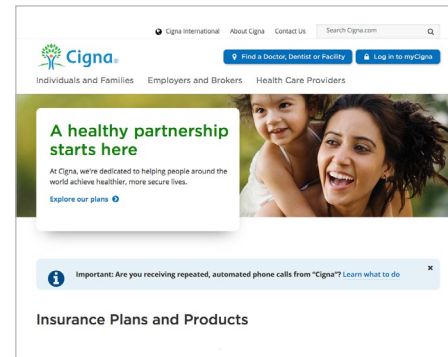 Cigna International About Cigna Contact Us Search Cigna.com
Cigna®
Find a Doctor, Dentist or Facility Log in to myCigna
Individuals and Families Employers and Brokers Health Care Providers
A healthy partnership
starts here
At Cigna, we're dedicated to helping people around the
world achieve healthier, more secure lives.
Explore our plans
Important: Are you receiving repeated, automated phone calls from "Cigna"? Learn what to do
Insurance Plans and Products